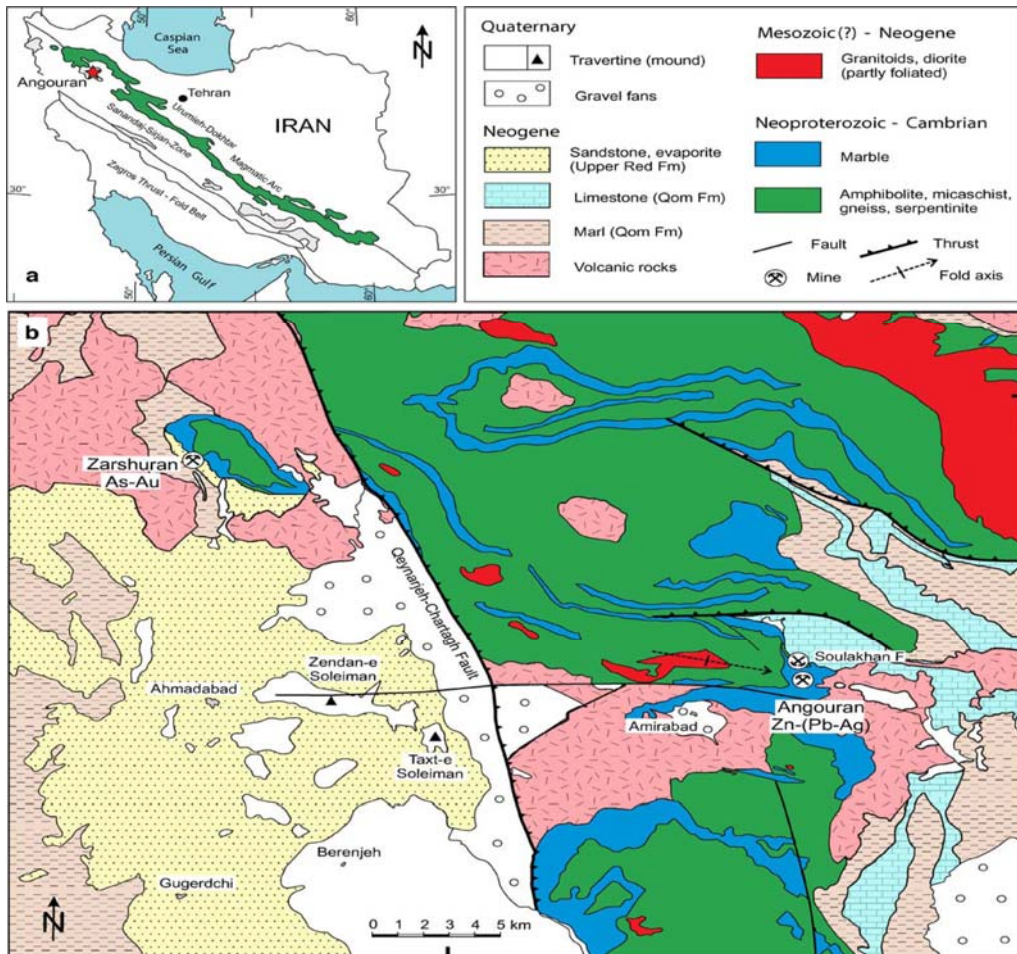 50°
60°
Caspian
Sea
N
Angouran
Tehran
Urumieh-Dokhtar
Magmatic Arc
IRAN
Sanandaj-Sirjan-Zone
Zagros Thrust - Fold Belt
30°
30°
Persian Gulf
50°
60°
a
Quaternary
Travertine (mound)
Gravel fans
Neogene
Sandstone, evaporite
(Upper Red Fm)
Limestone (Qom Fm)
Marl (Qom Fm)
Volcanic rocks
Mesozoic(?) - Neogene
Granitoids, diorite
(partly foliated)
Neoproterozoic - Cambrian
Marble
Amphibolite, micaschist,
gneiss, serpentinite
Fault
Thrust
Mine
Fold axis
b
Zarshuran
As-Au
Qeynarjeh-Chartagh Fault
Zendan-e
Soleiman
Ahmadabad
Taxt-e
Soleiman
Soulakhan F
Angouran
Zn-(Pb-Ag)
Amirabad
Berenjeh
Gugerdchi
N
0 1 2 3 4 5 km